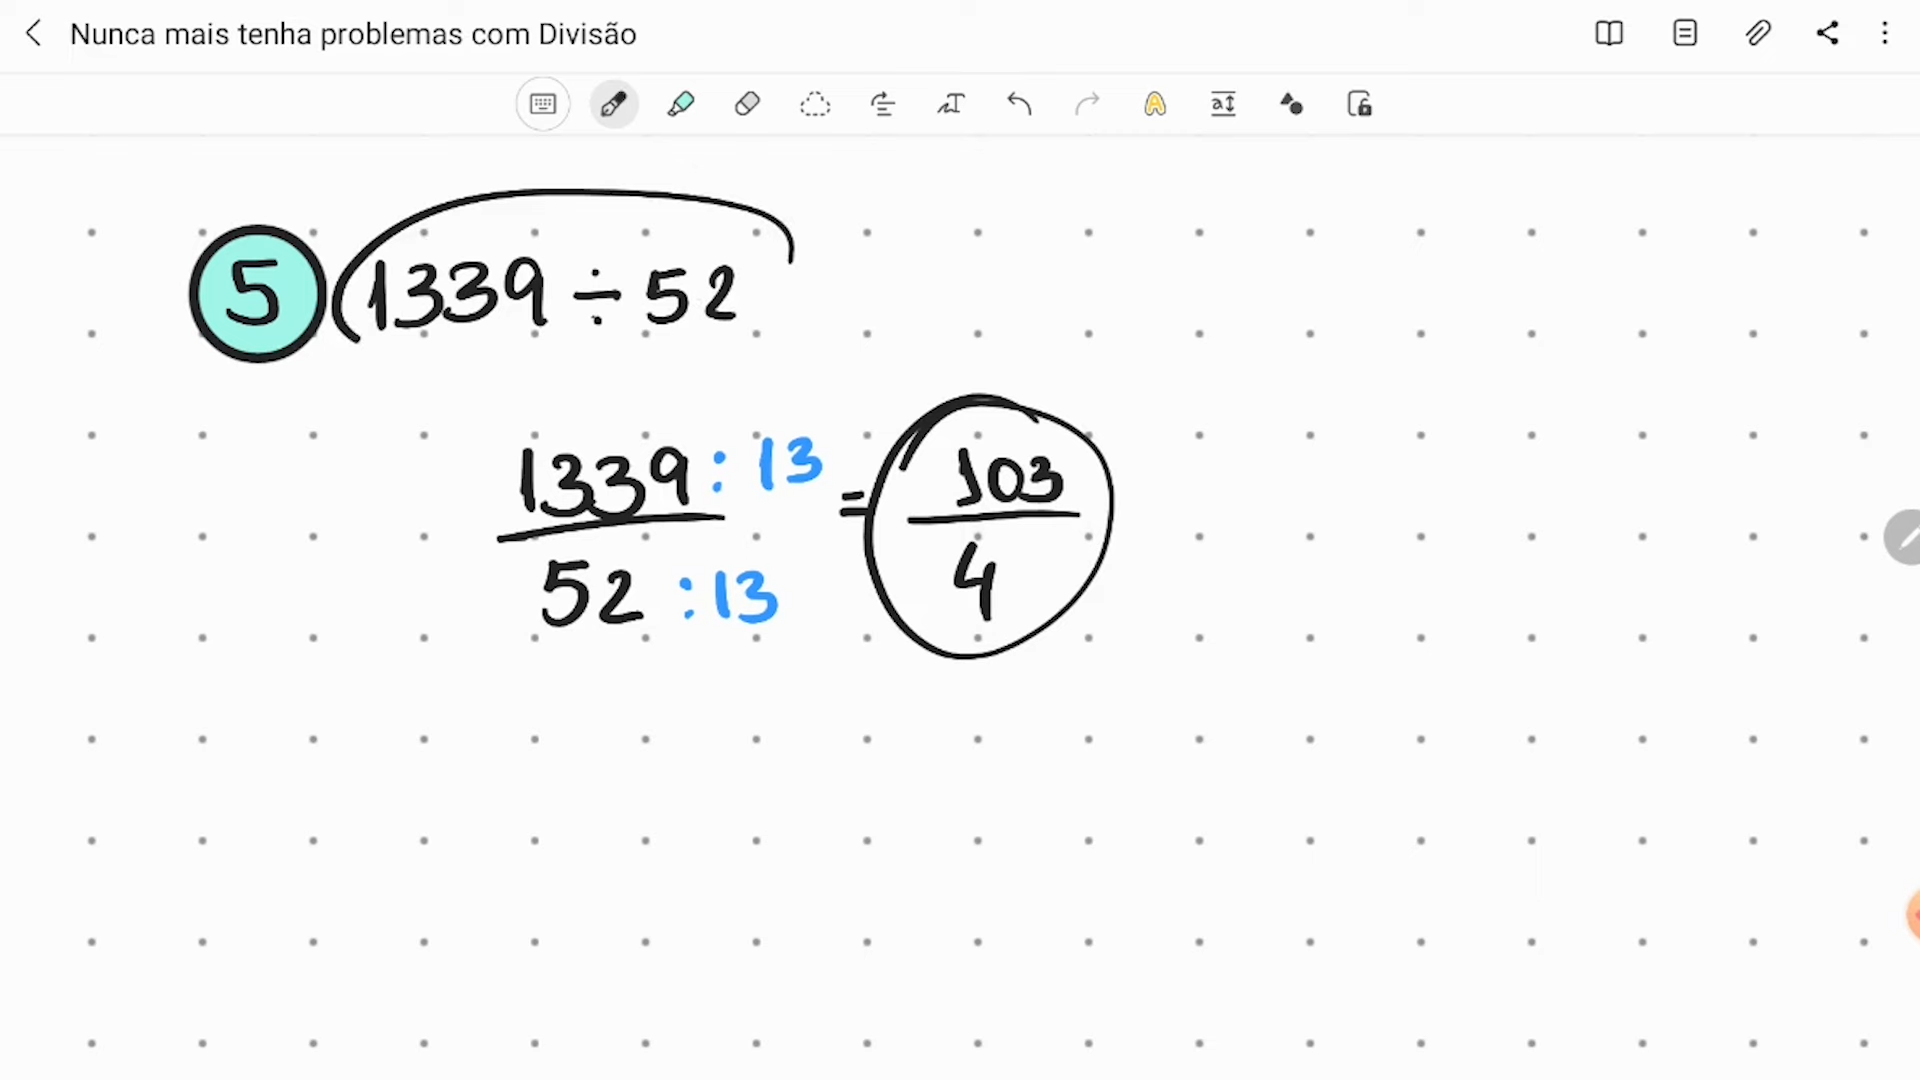 Nunca mais tenha problemas com Divisão
5 (1339 ÷ 52
1339 : 13
52 : 13
= 103
4